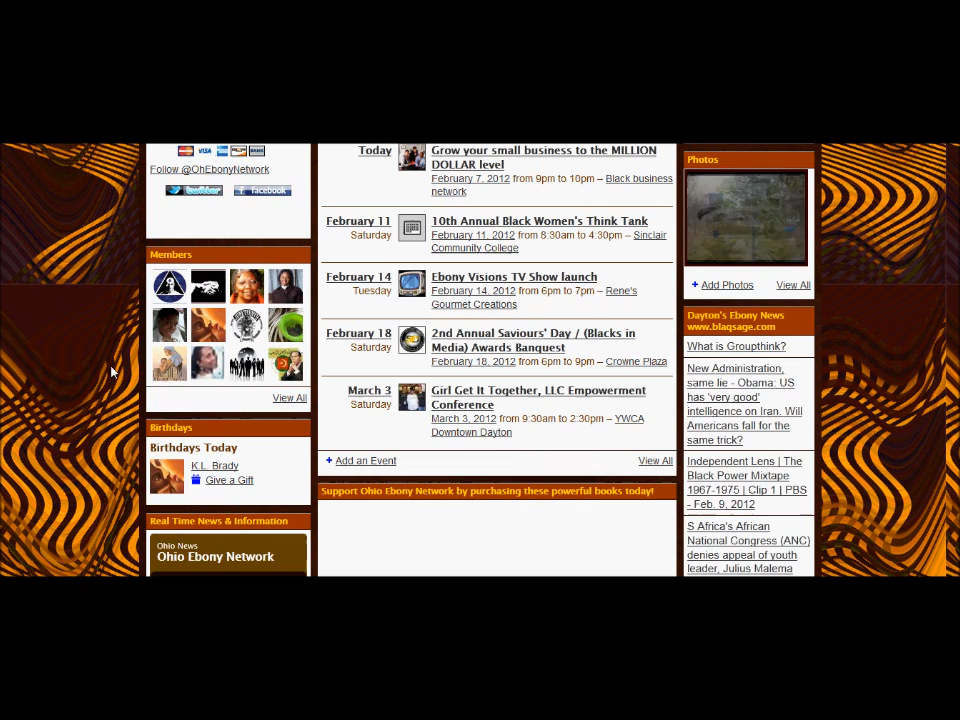 VISA
Follow @OhEbonyNetwork
twitter
facebook
Members
View All
Birthdays
Birthdays Today
K.L. Brady
Give a Gift
Real Time News & Information
Ohio News
Ohio Ebony Network
Today
Grow your small business to the MILLION
DOLLAR level
February 7, 2012 from 9pm to 10pm – Black business
network
February 11
Saturday
10th Annual Black Women's Think Tank
February 11, 2012 from 8:30am to 4:30pm – Sinclair
Community College
February 14
Tuesday
Ebony Visions TV Show launch
February 14, 2012 from 6pm to 7pm – Rene's
Gourmet Creations
February 18
Saturday
2nd Annual Saviours' Day / (Blacks in
Media) Awards Banquest
February 18, 2012 from 6pm to 9pm – Crowne Plaza
March 3
Saturday
Girl Get It Together, LLC Empowerment
Conference
March 3, 2012 from 9:30am to 2:30pm – YWCA
Downtown Dayton
Add an Event
View All
Support Ohio Ebony Network by purchasing these powerful books today!
Photos
Add Photos
View All
Dayton's Ebony News
www.blaqsage.com
What is Groupthink?
New Administration,
same lie - Obama: US
has 'very good'
intelligence on Iran. Will
Americans fall for the
same trick?
Independent Lens | The
Black Power Mixtape
1967-1975 | Clip 1 | PBS
- Feb. 9, 2012
S Africa's African
National Congress (ANC)
denies appeal of youth
leader, Julius Malema